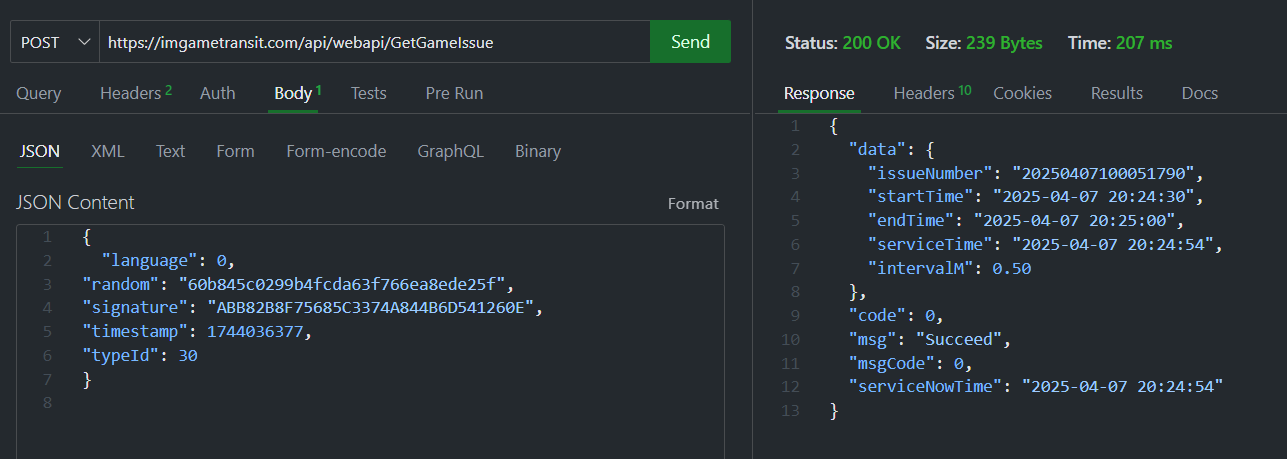 POST https://imgametransit.com/api/webapi/GetGameIssue Send
Query Headers 2 Auth Body 1 Tests Pre Run
JSON XML Text Form Form-encode GraphQL Binary
JSON Content Format
1 {
2 "language": 0,
3 "random": "60b845c0299b4fcda63f766ea8ede25f",
4 "signature": "ABB82B8F75685C3374A844B6D541260E",
5 "timestamp": 1744036377,
6 "typeId": 30
7 }
8
Status: 200 OK Size: 239 Bytes Time: 207 ms
Response Headers 10 Cookies Results Docs
1 {
2 "data": {
3 "issueNumber": "20250407100051790",
4 "startTime": "2025-04-07 20:24:30",
5 "endTime": "2025-04-07 20:25:00",
6 "serviceTime": "2025-04-07 20:24:54",
7 "intervalM": 0.50
8 },
9 "code": 0,
10 "msg": "Succeed",
11 "msgCode": 0,
12 "serviceNowTime": "2025-04-07 20:24:54"
13 }